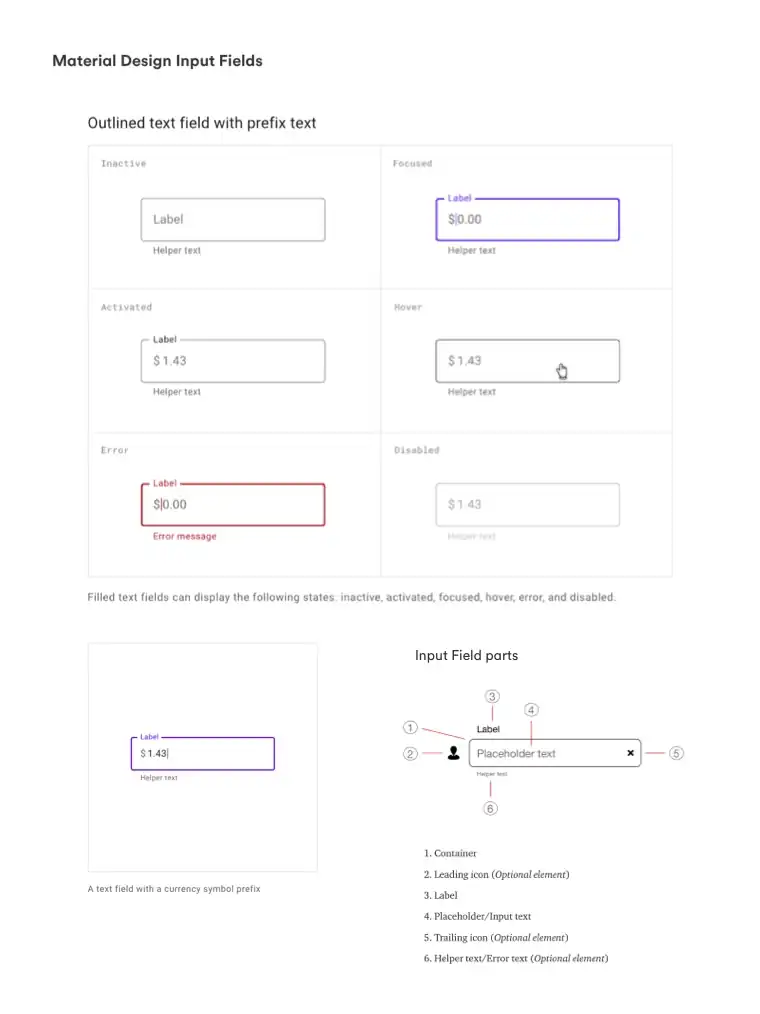 Material Design Input Fields
Outlined text field with prefix text
Inactive
Label
Helper text
Focused
Label
$0.00
Helper text
Activated
Label
$ 1.43
Helper text
Hover
$ 1.43
Helper text
Error
Label
$0.00
Error message
Disabled
$ 1 43
Helper text
Filled text fields can display the following states: inactive, activated, focused, hover, error, and disabled.
Label
$ 1.43
Helper text
A text field with a currency symbol prefix
Input Field parts
3
4
1
Label
2
Placeholder text
5
Helper text
6
1. Container
2. Leading icon (Optional element)
3. Label
4. Placeholder/Input text
5. Trailing icon (Optional element)
6. Helper text/Error text (Optional element)